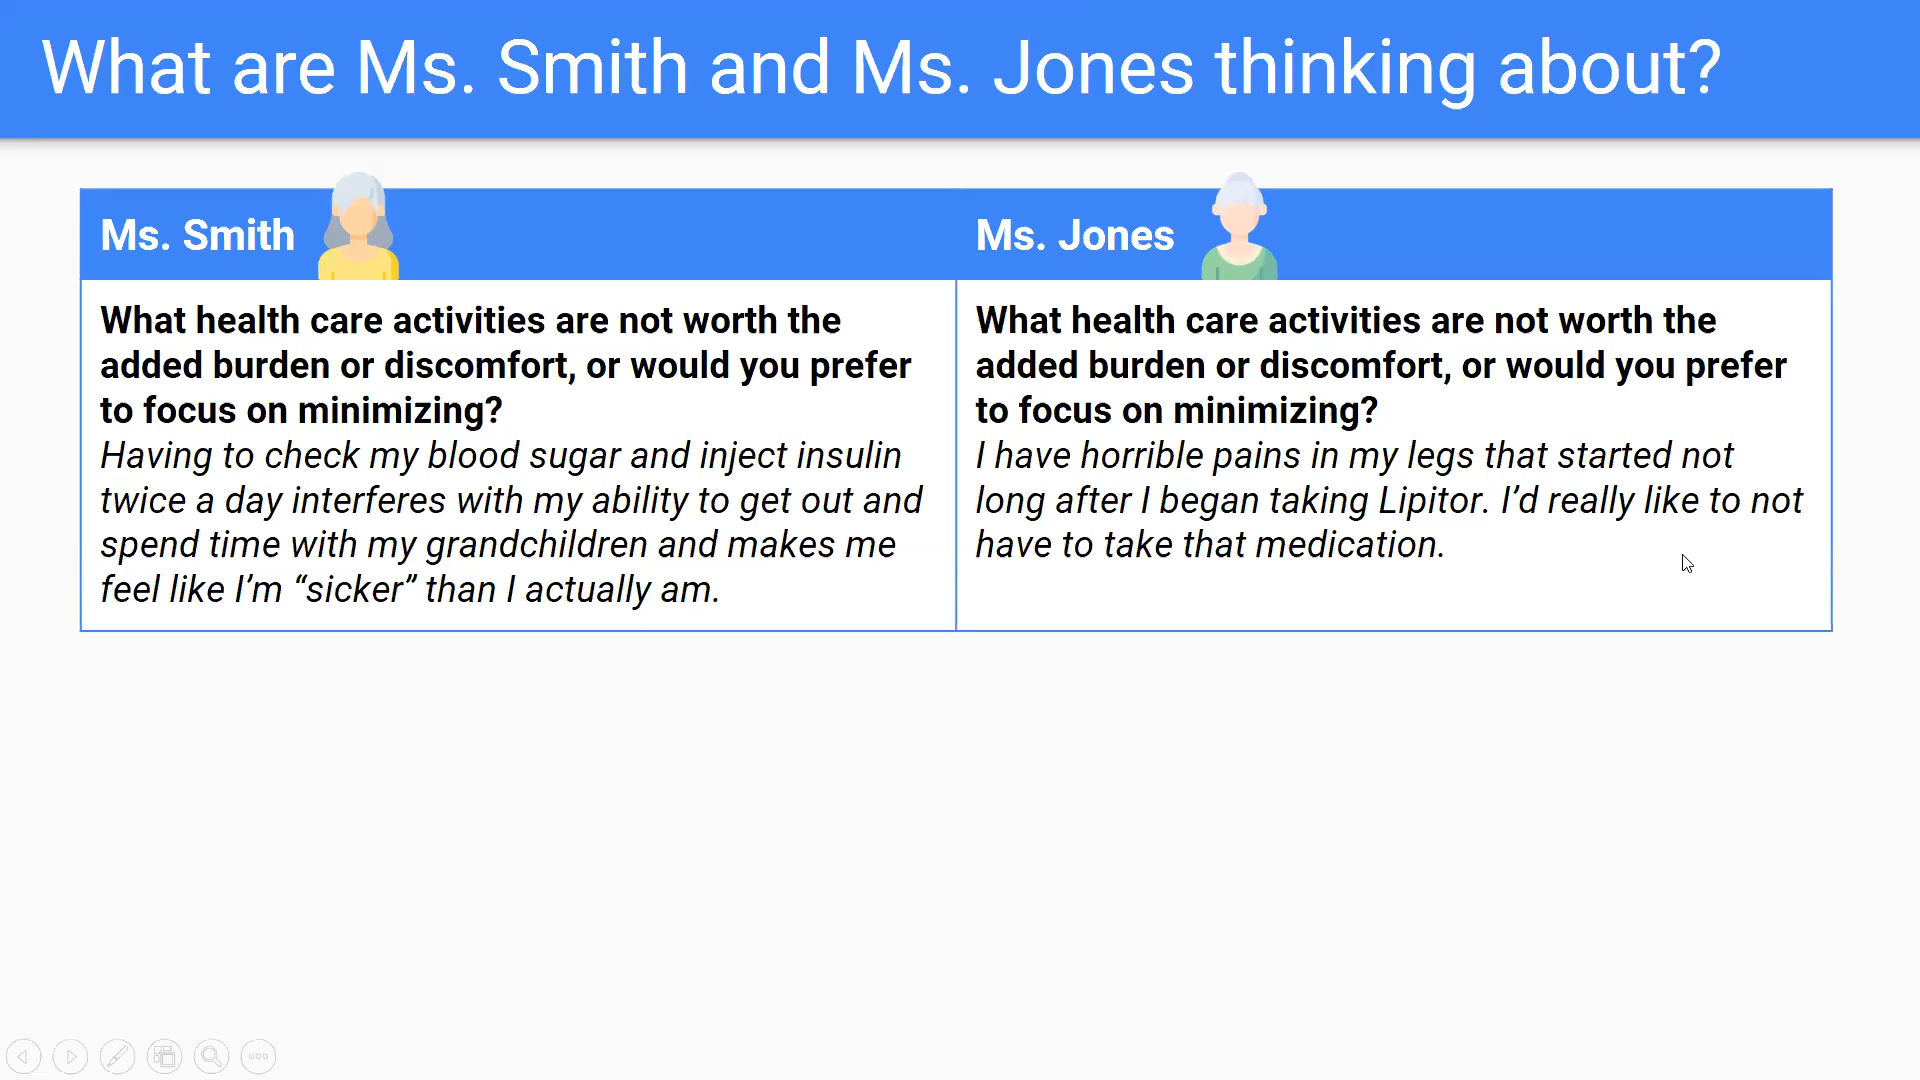 What are Ms. Smith and Ms. Jones thinking about?
Ms. Smith
What health care activities are not worth the
added burden or discomfort, or would you prefer
to focus on minimizing?
Having to check my blood sugar and inject insulin
twice a day interferes with my ability to get out and
spend time with my grandchildren and makes me
feel like I’m “sicker” than I actually am.
Ms. Jones
What health care activities are not worth the
added burden or discomfort, or would you prefer
to focus on minimizing?
I have horrible pains in my legs that started not
long after I began taking Lipitor. I’d really like to not
have to take that medication.